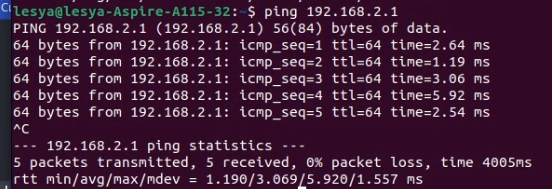 lesya@lesya-Aspire-A115-32:~$ ping 192.168.2.1
PING 192.168.2.1 (192.168.2.1) 56(84) bytes of data.
64 bytes from 192.168.2.1: icmp_seq=1 ttl=64 time=2.64 ms
64 bytes from 192.168.2.1: icmp_seq=2 ttl=64 time=1.19 ms
64 bytes from 192.168.2.1: icmp_seq=3 ttl=64 time=3.06 ms
64 bytes from 192.168.2.1: icmp_seq=4 ttl=64 time=5.92 ms
64 bytes from 192.168.2.1: icmp_seq=5 ttl=64 time=2.54 ms
^C
--- 192.168.2.1 ping statistics ---
5 packets transmitted, 5 received, 0% packet loss, time 4005ms
rtt min/avg/max/mdev = 1.190/3.069/5.920/1.557 ms